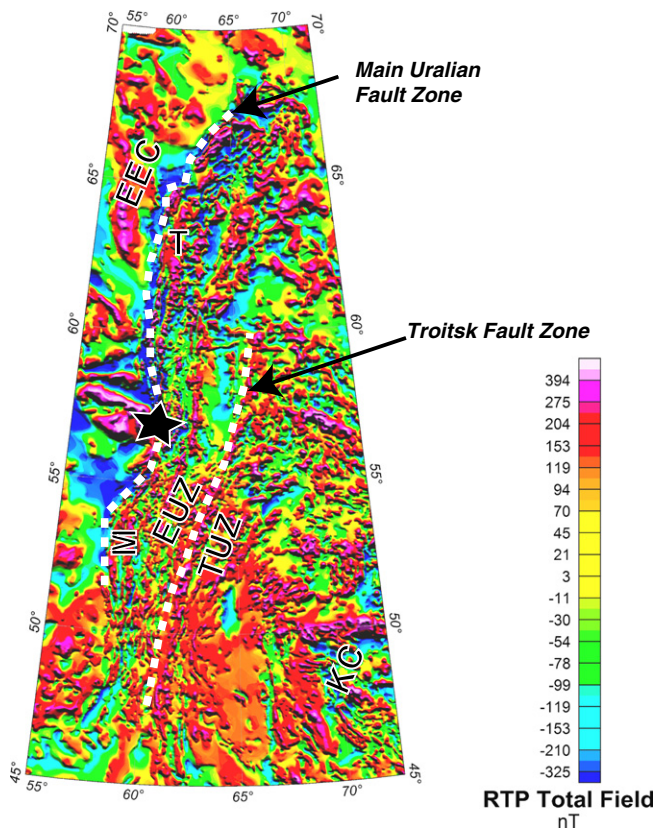 70° 55° 60° 65° 70° 70°
Main Uralian
Fault Zone
EEC
65°
65°
T
60°
60°
Troitsk Fault Zone
394
275
204
153
119
94
70
45
21
3
-11
-30
-54
-78
-99
-119
-153
-210
-325
RTP Total Field
nT
55°
55°
EUZ
M
TUZ
50°
50°
KC
45°
55°
60°
65°
70°
45°